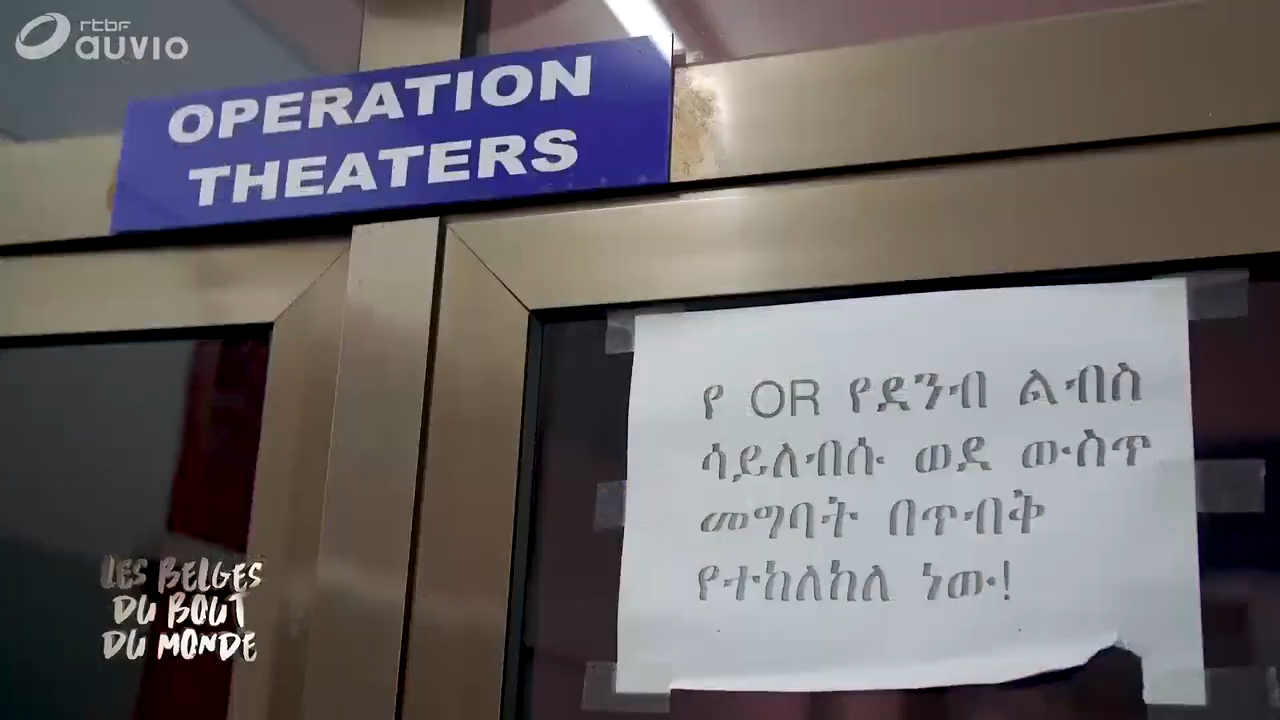 rtbf
auvio
OPERATION
THEATERS
የ OR የደንብ ልብስ
ሳይለብሱ ወደ ውስጥ
መግባት በጥብቅ
የተከለከለ ነው!
LES BELGES
DU BOUT
DU MONDE